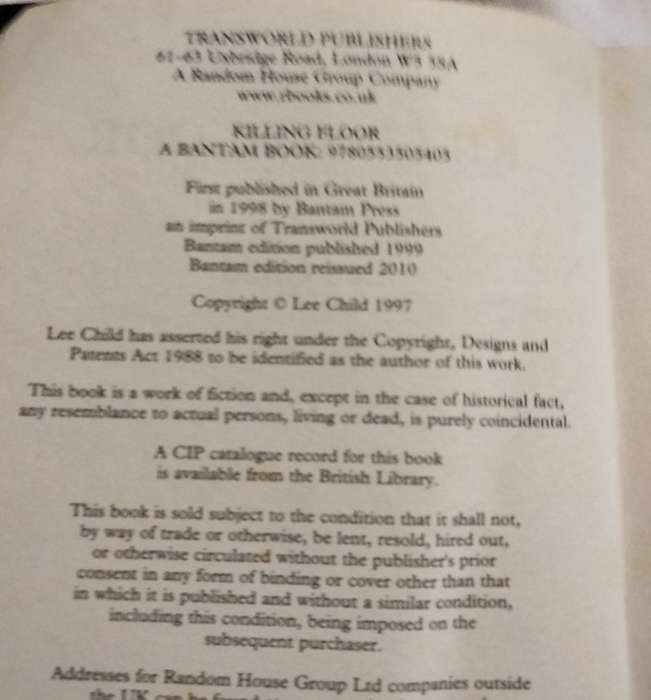 TRANSWORLD PUBLISHERS
61-63 Uxbridge Road, London W5 5SA
A Random House Group Company
www.rbooks.co.uk
KILLING FLOOR
A BANTAM BOOK: 9780553505405
First published in Great Britain
in 1998 by Bantam Press
an imprint of Transworld Publishers
Bantam edition published 1999
Bantam edition reissued 2010
Copyright © Lee Child 1997
Lee Child has asserted his right under the Copyright, Designs and
Patents Act 1988 to be identified as the author of this work.
This book is a work of fiction and, except in the case of historical fact,
any resemblance to actual persons, living or dead, is purely coincidental.
A CIP catalogue record for this book
is available from the British Library.
This book is sold subject to the condition that it shall not,
by way of trade or otherwise, be lent, resold, hired out,
or otherwise circulated without the publisher's prior
consent in any form of binding or cover other than that
in which it is published and without a similar condition,
including this condition, being imposed on the
subsequent purchaser.
Addresses for Random House Group Ltd companies outside
the UK can be found